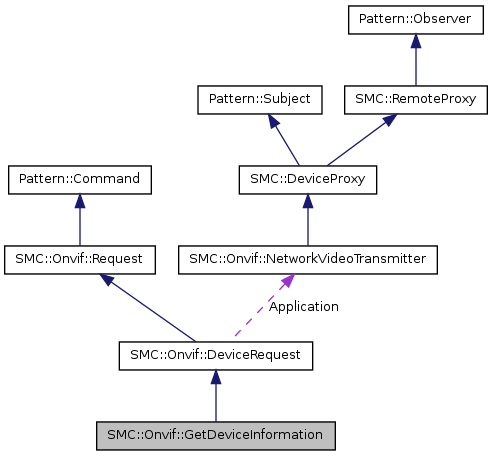 Pattern::Observer
Pattern::Subject
SMC::RemoteProxy
Pattern::Command
SMC::DeviceProxy
SMC::Onvif::Request
SMC::Onvif::NetworkVideoTransmitter
Application
SMC::Onvif::DeviceRequest
SMC::Onvif::GetDeviceInformation